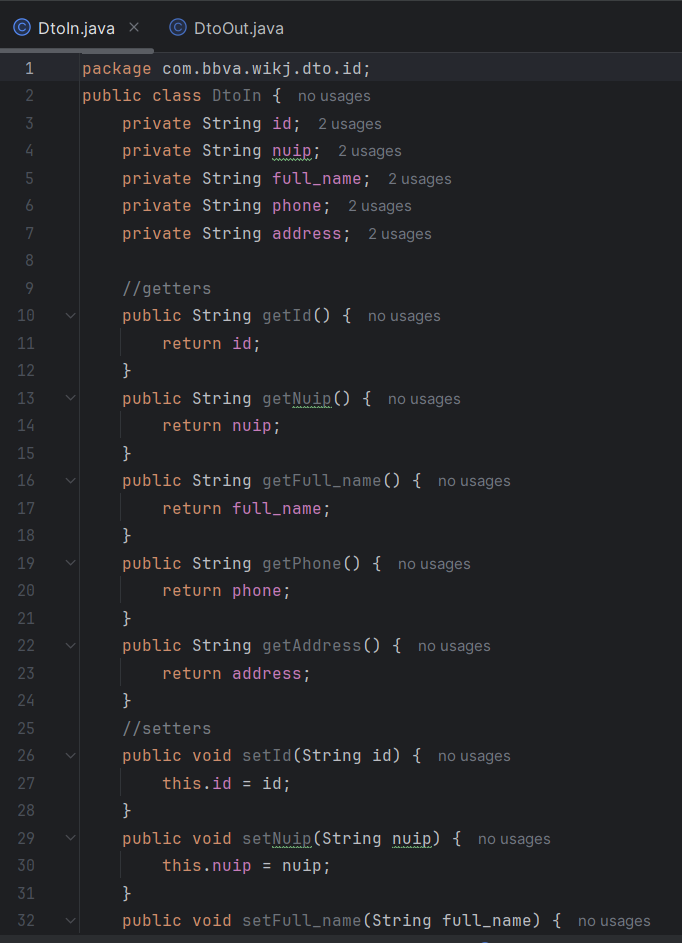 DtoIn.java
DtoOut.java
1 package com.bbva.wikj.dto.id;
2 public class DtoIn { no usages
3 private String id; 2 usages
4 private String nuip; 2 usages
5 private String full_name; 2 usages
6 private String phone; 2 usages
7 private String address; 2 usages
8
9 //getters
10 public String getId() { no usages
11 return id;
12 }
13 public String getNuip() { no usages
14 return nuip;
15 }
16 public String getFull_name() { no usages
17 return full_name;
18 }
19 public String getPhone() { no usages
20 return phone;
21 }
22 public String getAddress() { no usages
23 return address;
24 }
25 //setters
26 public void setId(String id) { no usages
27 this.id = id;
28 }
29 public void setNuip(String nuip) { no usages
30 this.nuip = nuip;
31 }
32 public void setFull_name(String full_name) { no usages